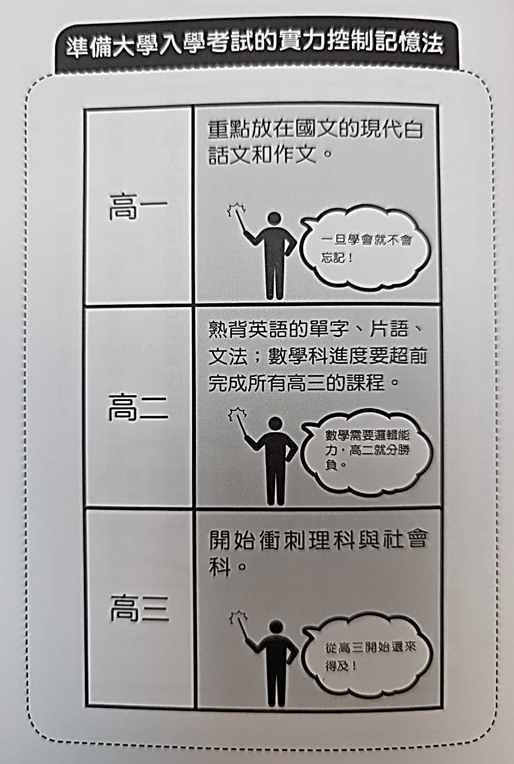 準備大學入學考試的實力控制記憶法
高一
重點放在國文的現代白
話文和作文。
一旦學會就不會
忘記！
高二
熟背英語的單字、片語、
文法；數學科進度要超前
完成所有高三的課程。
數學需要邏輯能
力，高二就分勝
負。
高三
開始衝刺理科與社會
科。
從高三開始還來
得及！